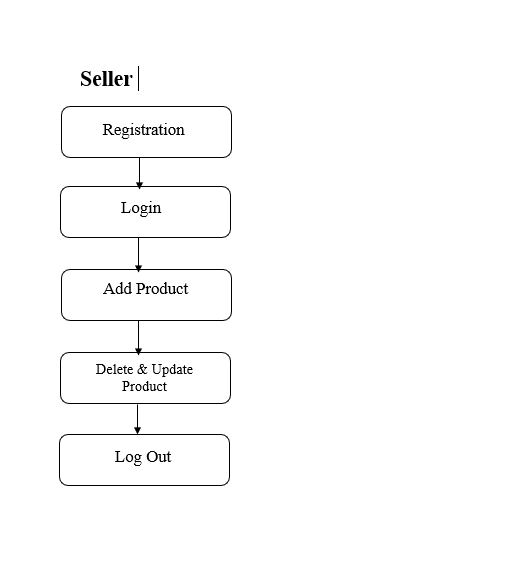 Seller
Registration
Login
Add Product
Delete & Update
Product
Log Out